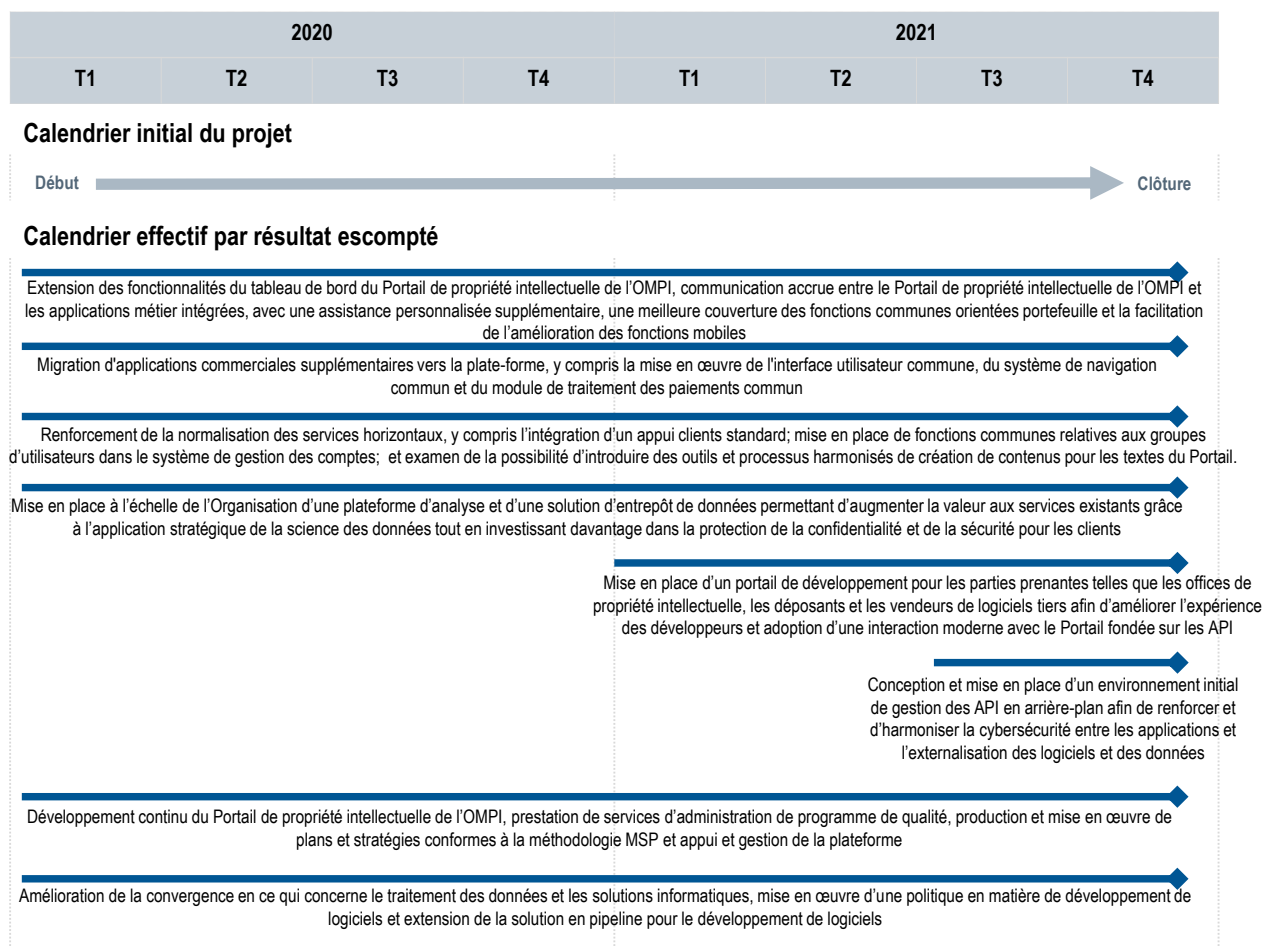 2020 2021
T1 T2 T3 T4 T1 T2 T3 T4
Calendrier initial du projet
Début Clôture
Calendrier effectif par résultat escompté
Extension des fonctionnalités du tableau de bord du Portail de propriété intellectuelle de l’OMPI, communication accrue entre le Portail de propriété intellectuelle de l’OMPI et
les applications métier intégrées, avec une assistance personnalisée supplémentaire, une meilleure couverture des fonctions communes orientées portefeuille et la facilitation
de l’amélioration des fonctions mobiles
Migration d'applications commerciales supplémentaires vers la plate-forme, y compris la mise en œuvre de l'interface utilisateur commune, du système de navigation
commun et du module de traitement des paiements commun
Renforcement de la normalisation des services horizontaux, y compris l’intégration d’un appui clients standard; mise en place de fonctions communes relatives aux groupes
d’utilisateurs dans le système de gestion des comptes; et examen de la possibilité d’introduire des outils et processus harmonisés de création de contenus pour les textes du Portail.
Mise en place à l’échelle de l’Organisation d’une plateforme d’analyse et d’une solution d’entrepôt de données permettant d’augmenter la valeur aux services existants grâce
à l’application stratégique de la science des données tout en investissant davantage dans la protection de la confidentialité et de la sécurité pour les clients
Mise en place d’un portail de développement pour les parties prenantes telles que les offices de
propriété intellectuelle, les déposants et les vendeurs de logiciels tiers afin d’améliorer l’expérience
des développeurs et adoption d’une interaction moderne avec le Portail fondée sur les API
Conception et mise en place d’un environnement initial
de gestion des API en arrière-plan afin de renforcer et
d’harmoniser la cybersécurité entre les applications et
l’externalisation des logiciels et des données
Développement continu du Portail de propriété intellectuelle de l’OMPI, prestation de services d’administration de programme de qualité, production et mise en œuvre de
plans et stratégies conformes à la méthodologie MSP et appui et gestion de la plateforme
Amélioration de la convergence en ce qui concerne le traitement des données et les solutions informatiques, mise en œuvre d’une politique en matière de développement de
logiciels et extension de la solution en pipeline pour le développement de logiciels